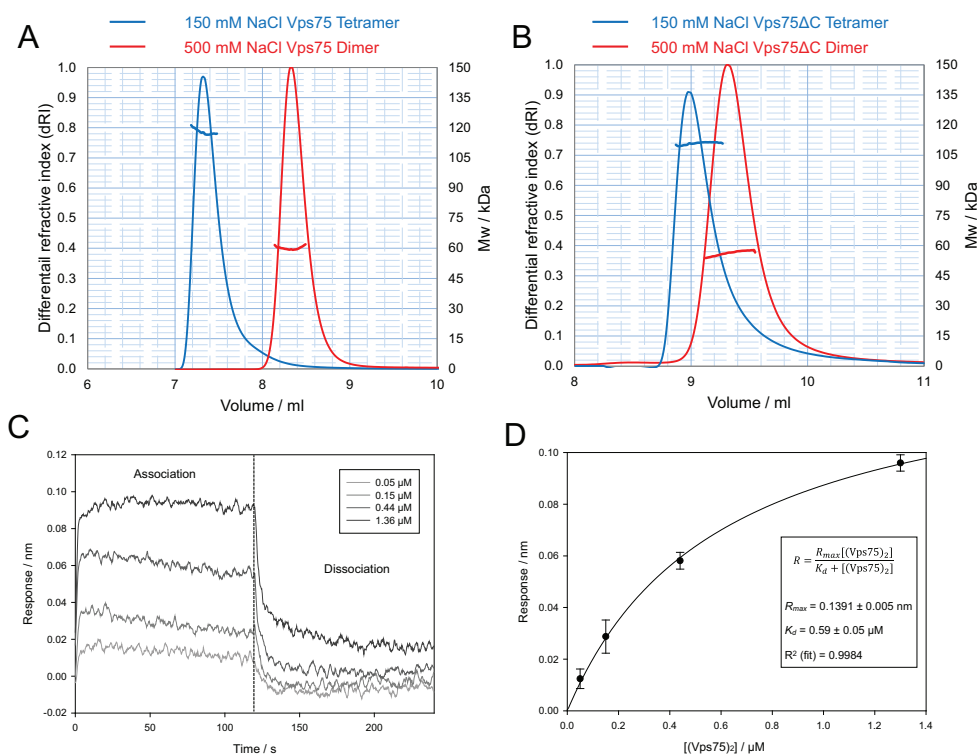 A
150 mM NaCl Vps75 Tetramer
500 mM NaCl Vps75 Dimer
Differentail refractive index (dRI)
1.0
0.9
0.8
0.7
0.6
0.5
0.4
0.3
0.2
0.1
0.0
150
135
120
105
90
75
60
45
30
15
0
Mw / kDa
6
7
8
9
10
Volume / ml
B
150 mM NaCl Vps75ΔC Tetramer
500 mM NaCl Vps75ΔC Dimer
Differential refractive index (dRI)
1.0
0.9
0.8
0.7
0.6
0.5
0.4
0.3
0.2
0.1
0.0
150
135
120
105
90
75
60
45
30
15
0
Mw / kDa
8
9
10
11
Volume / ml
C
Response / nm
0.12
0.10
0.08
0.06
0.04
0.02
0.00
-0.02
Association
Dissociation
0.05 μM
0.15 μM
0.44 μM
1.36 μM
0
50
100
150
200
Time / s
D
Response / nm
0.10
0.08
0.06
0.04
0.02
0.00
R = Rmax[(Vps75)2] / Kd + [(Vps75)2]
Rmax = 0.1391 ± 0.005 nm
Kd = 0.59 ± 0.05 μM
R2 (fit) = 0.9984
0.0
0.2
0.4
0.6
0.8
1.0
1.2
1.4
[(Vps75)2] / μM